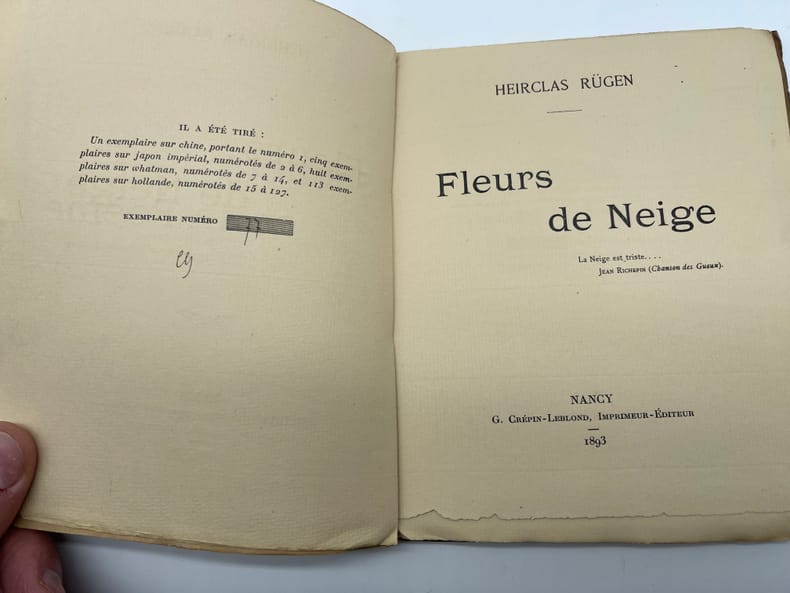 IL A ÉTÉ TIRÉ :
Un exemplaire sur chine, portant le numéro 1, cinq exem-
plaires sur japon impérial, numérotés de 2 à 6, huit exem-
plaires sur whatman, numérotés de 7 à 14, et 113 exem-
plaires sur hollande, numérotés de 15 à 127.
EXEMPLAIRE NUMÉRO
HEIRCLAS RÜGEN
Fleurs
de Neige
La Neige est triste....
JEAN RICHEPIN (Chanson des Gueux).
NANCY
G. CRÉPIN-LEBLOND, IMPRIMEUR-ÉDITEUR
1893